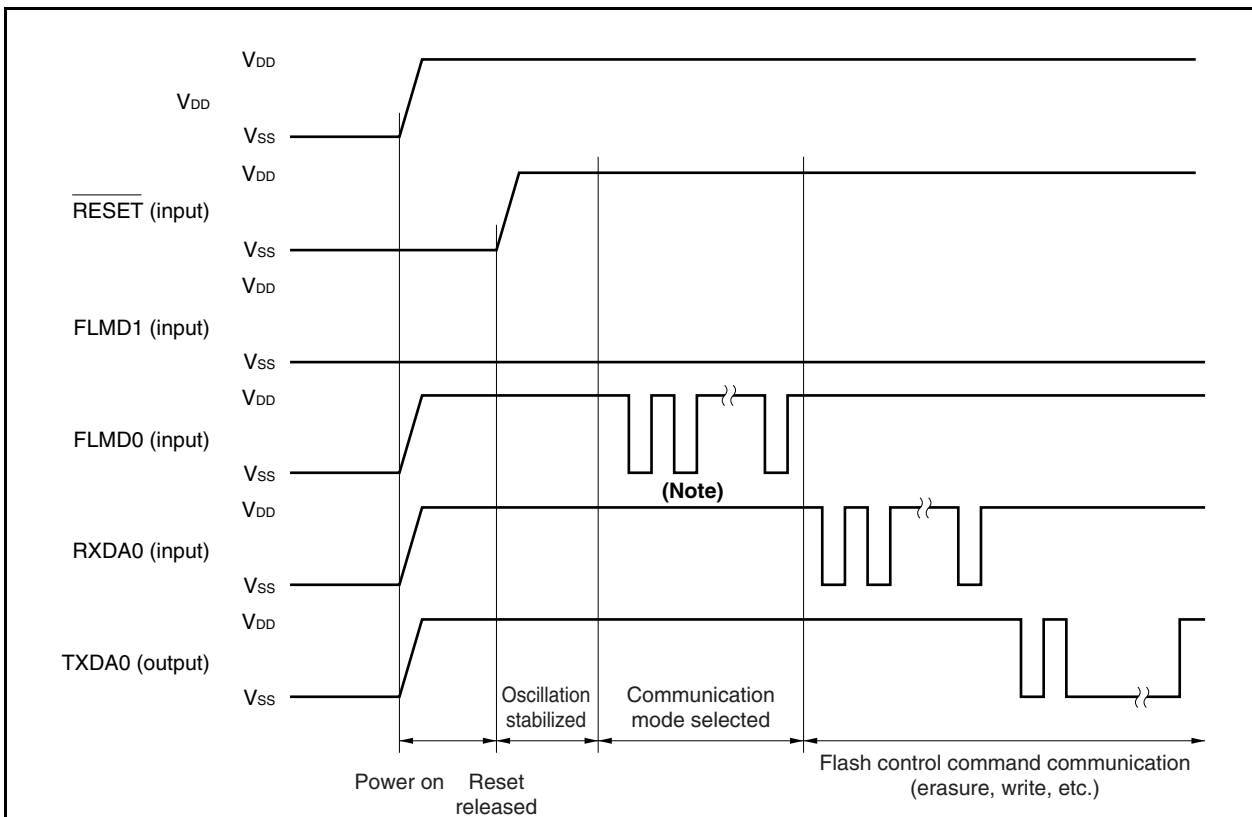 VDD
VDD
VSS
VDD
RESET (input)
VSS
VDD
FLMD1 (input)
VSS
VDD
FLMD0 (input)
VSS
(Note)
VDD
RXDA0 (input)
VSS
VDD
TXDA0 (output)
VSS
Oscillation
stabilized
Communication
mode selected
Power on
Reset
released
Flash control command communication
(erasure, write, etc.)